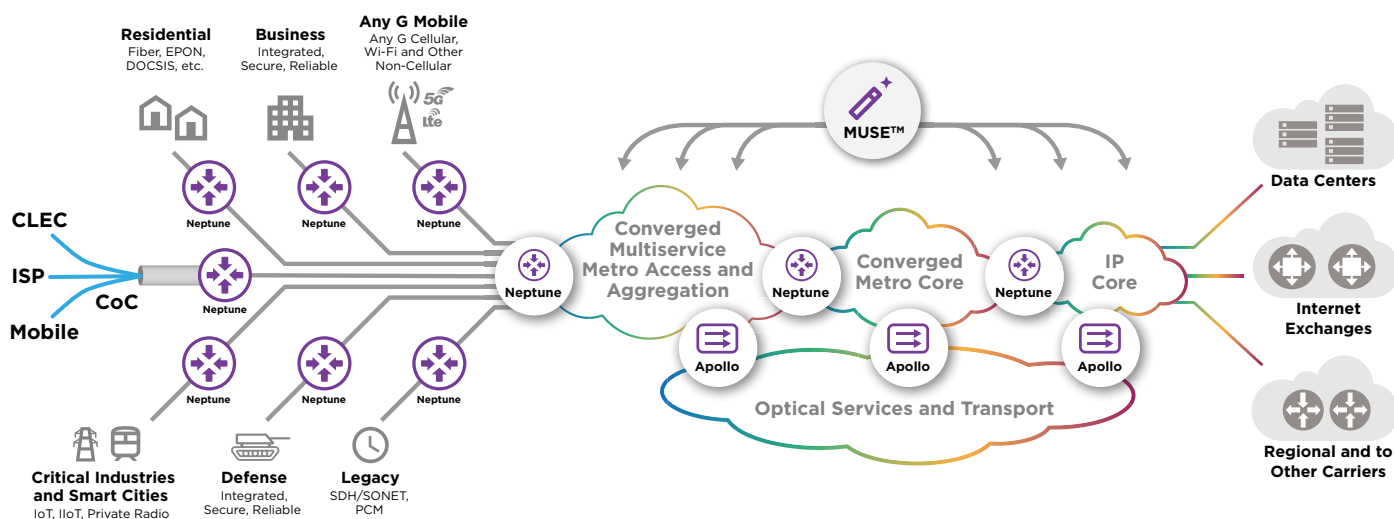 Residential
Fiber, EPON,
DOCSIS, etc.
Business
Integrated,
Secure, Reliable
Any G Mobile
Any G Cellular,
Wi-Fi and Other
Non-Cellular
5G
lte
MUSE™
Data Centers
Neptune
Neptune
Neptune
CLEC
ISP
Mobile
CoC
Neptune
Neptune
Converged
Multiservice
Metro Access and
Aggregation
Neptune
Converged
Metro Core
Neptune
IP
Core
Internet
Exchanges
Apollo
Apollo
Apollo
Neptune
Neptune
Neptune
Optical Services and Transport
Regional and to
Other Carriers
Critical Industries
and Smart Cities
IoT, IIoT, Private Radio
Defense
Integrated,
Secure, Reliable
Legacy
SDH/SONET,
PCM